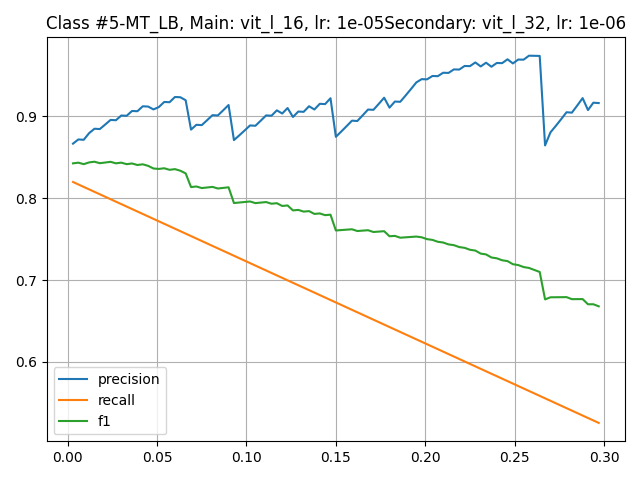 Class #5-MT_LB, Main: vit_l_16, lr: 1e-05Secondary: vit_l_32, lr: 1e-06
0.9
0.8
0.7
0.6
precision
recall
f1
0.00 0.05 0.10 0.15 0.20 0.25 0.30